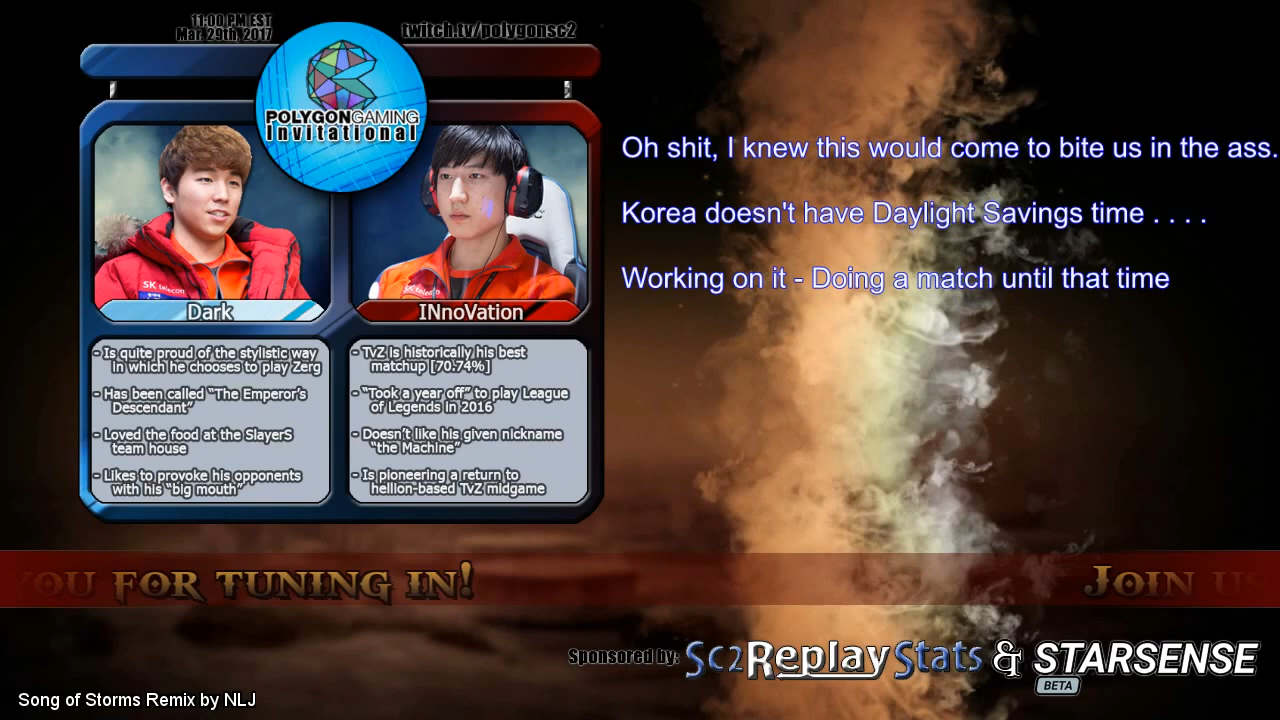 11:00 PM EST
Mar. 29th, 2017
twitch.tv/polygonsc2
POLYGONGAMING
Invitational
SK telecom
SK telecom
Dark
INnoVation
- Is quite proud of the stylistic way
in which he chooses to play Zerg
- Has been called “The Emperor’s
Descendant”
- Loved the food at the SlayerS
team house
- Likes to provoke his opponents
with his “big mouth”
- TvZ is historically his best
matchup [70.74%]
- “Took a year off” to play League
of Legends in 2016
- Doesn’t like his given nickname
“the Machine”
- Is pioneering a return to
hellion-based TvZ midgame
Oh shit, I knew this would come to bite us in the ass.
Korea doesn't have Daylight Savings time . . . .
Working on it - Doing a match until that time
YOU FOR TUNING IN!
JOIN US
Sponsored by: Sc2ReplayStats & STARSENSE
BETA
Song of Storms Remix by NLJ